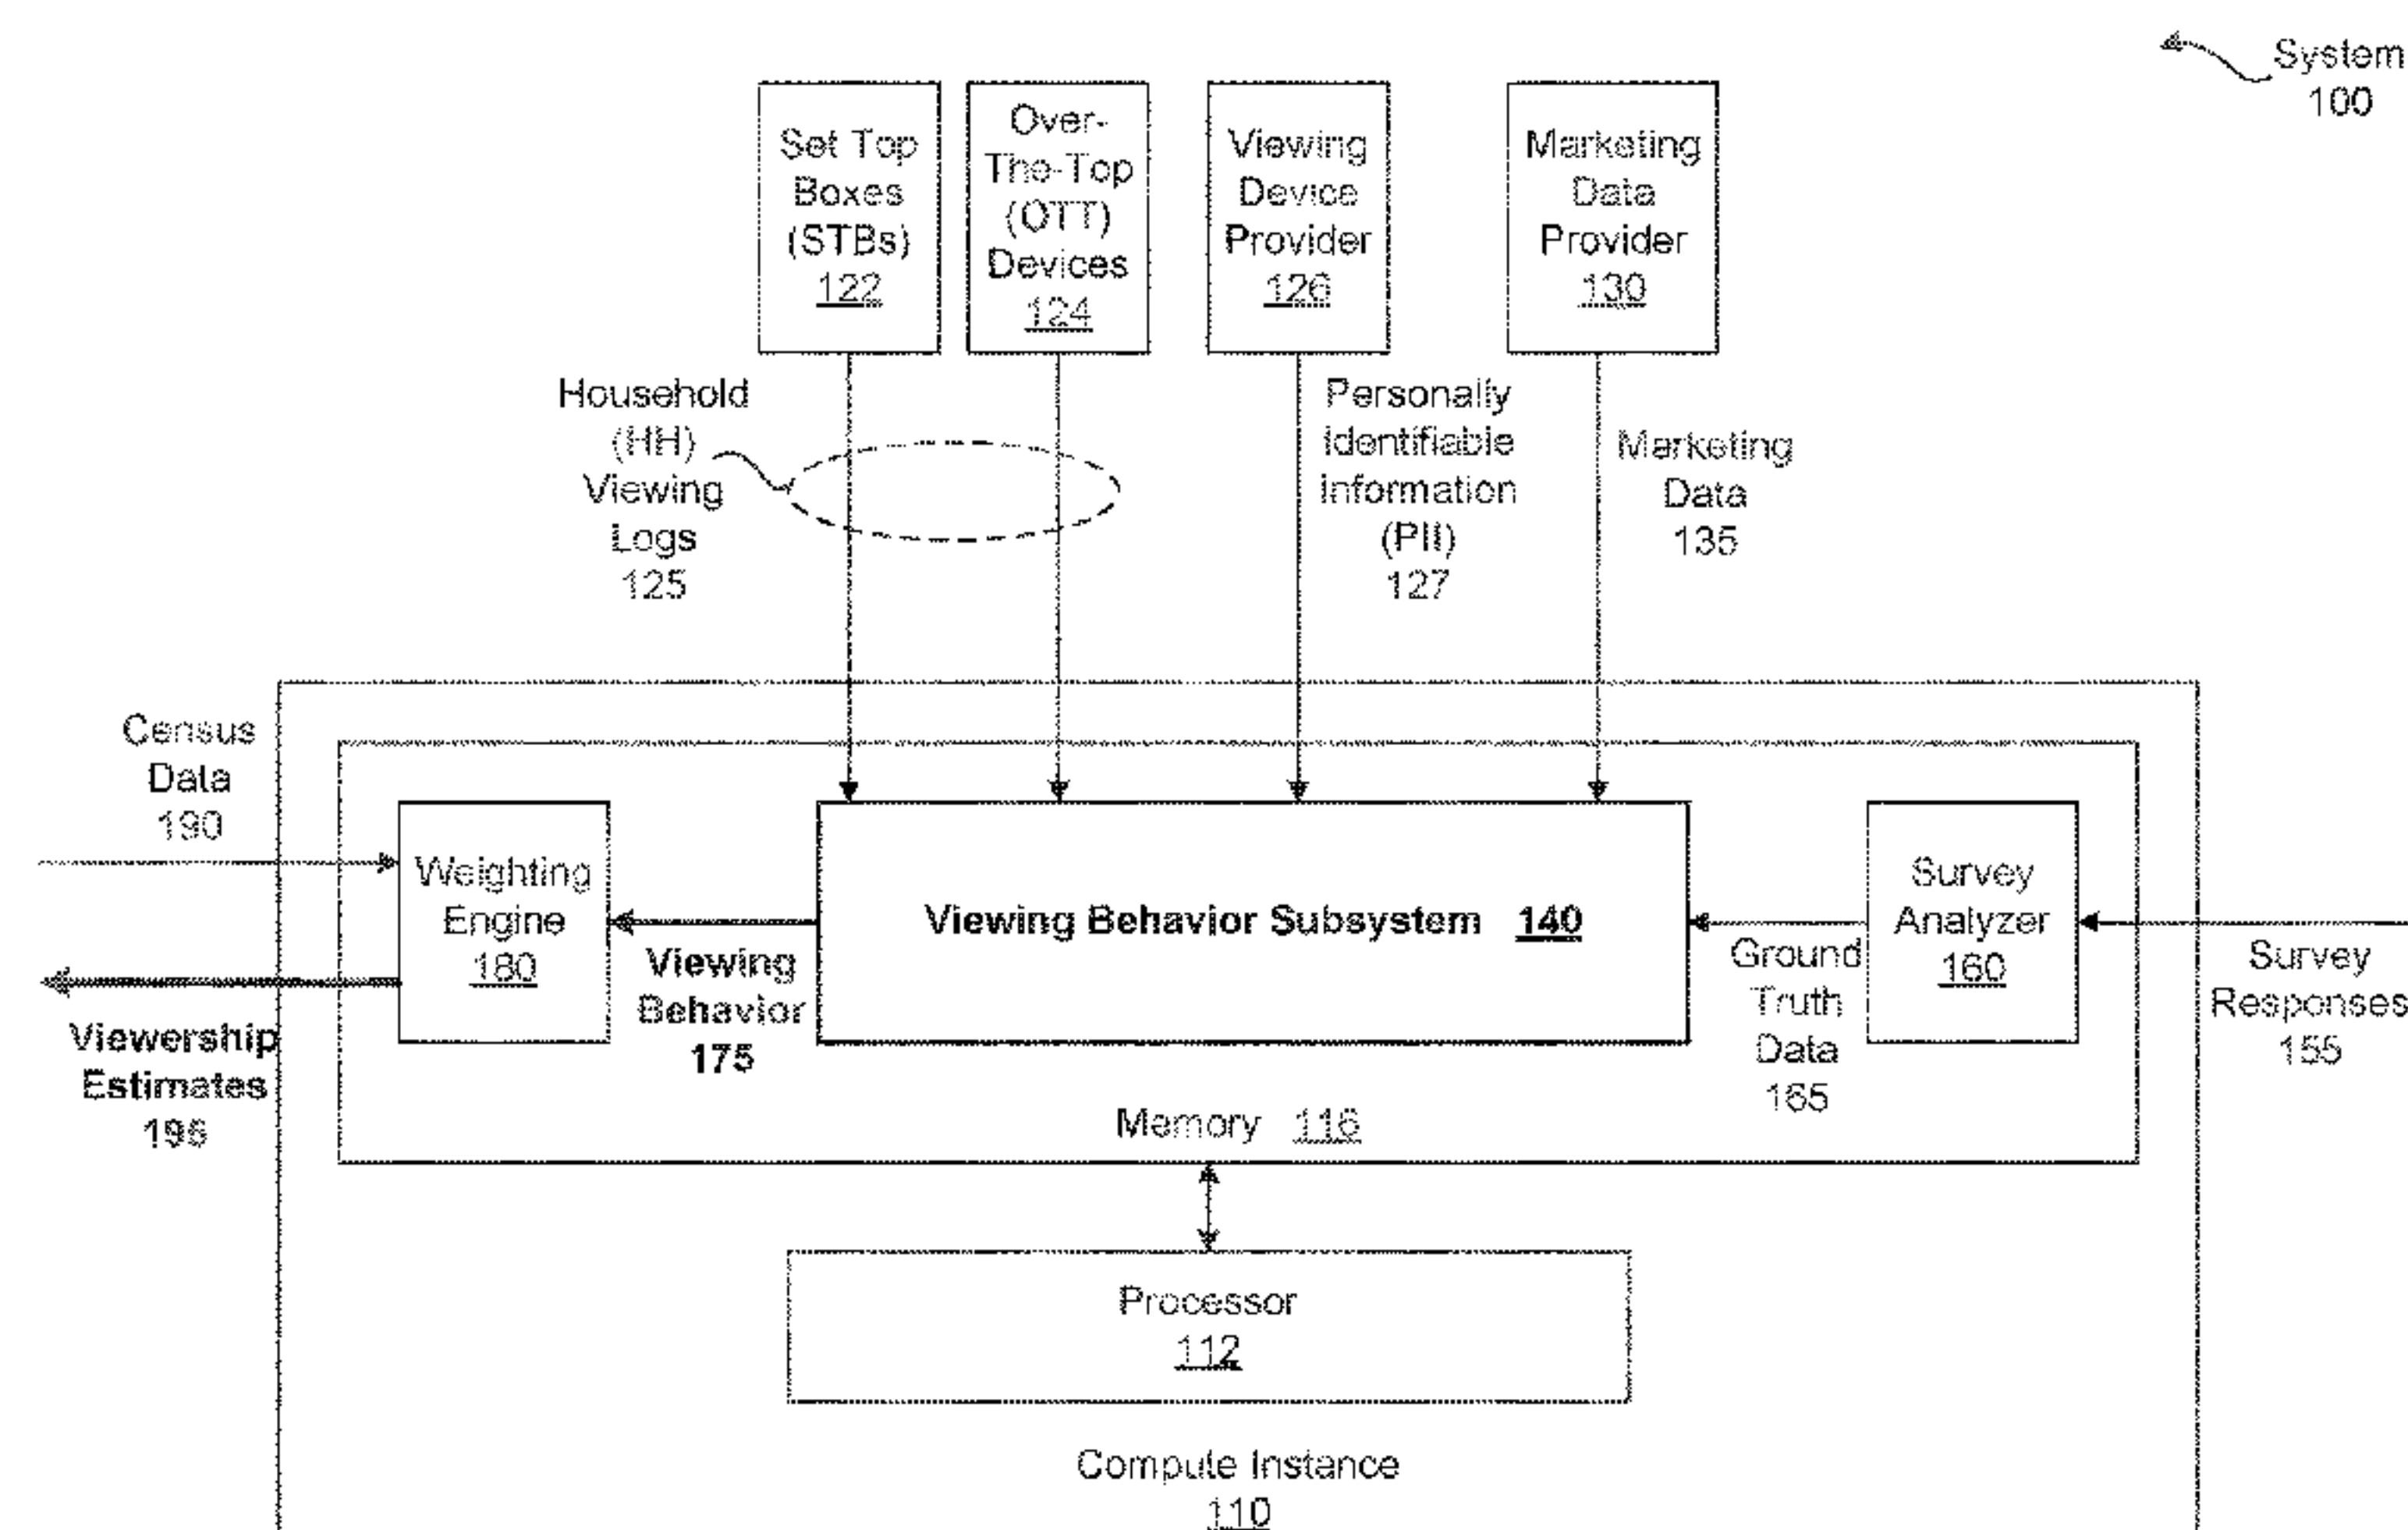 System
100
Set Top
Boxes
(STBs)
122
Over-
The-Top
(OTT)
Devices
124
Viewing
Device
Provider
126
Marketing
Data
Provider
130
Household
(HH)
Viewing
Logs
125
Personally
Identifiable
Information
(PII)
127
Marketing
Data
135
Census
Data
190
Weighting
Engine
180
Viewing
Behavior
175
Viewing Behavior Subsystem 140
Ground
Truth
Data
165
Survey
Analyzer
160
Survey
Responses
155
Viewership
Estimates
195
Memory 116
Processor
112
Compute Instance
110